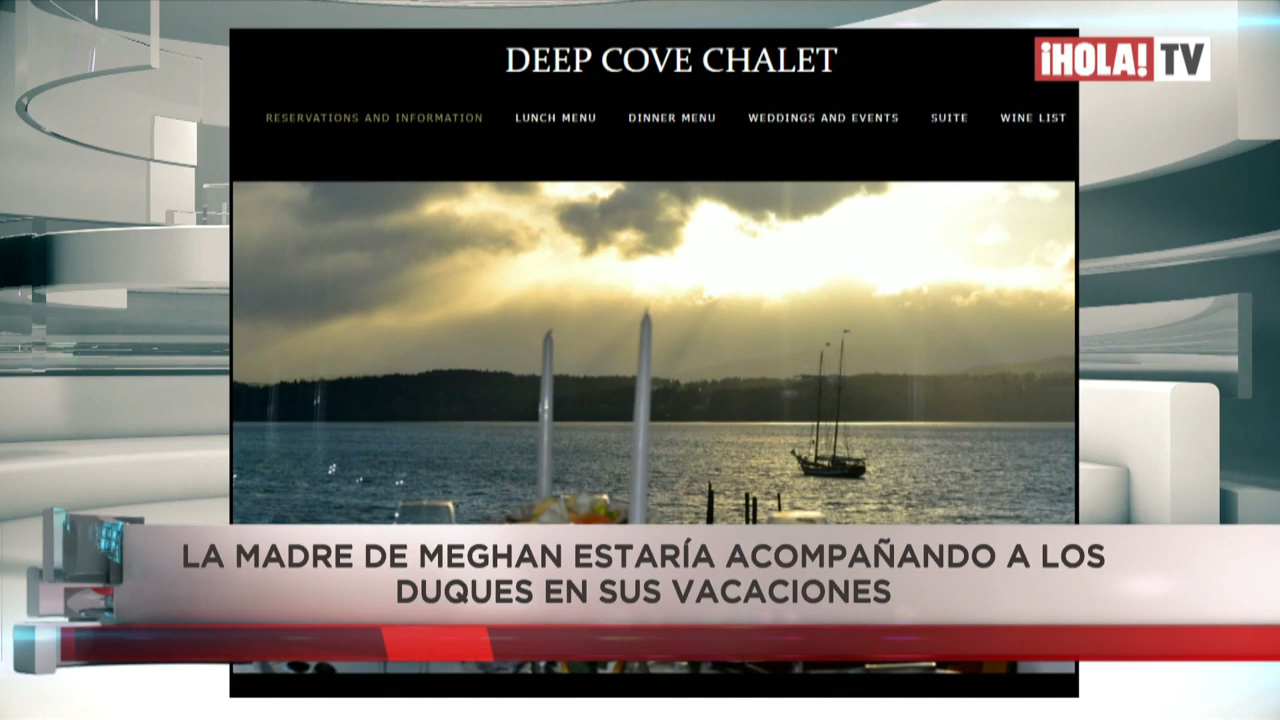 DEEP COVE CHALET
¡HOLA! TV
RESERVATIONS AND INFORMATION LUNCH MENU DINNER MENU WEDDINGS AND EVENTS SUITE WINE LIST
LA MADRE DE MEGHAN ESTARÍA ACOMPAÑANDO A LOS
DUQUES EN SUS VACACIONES